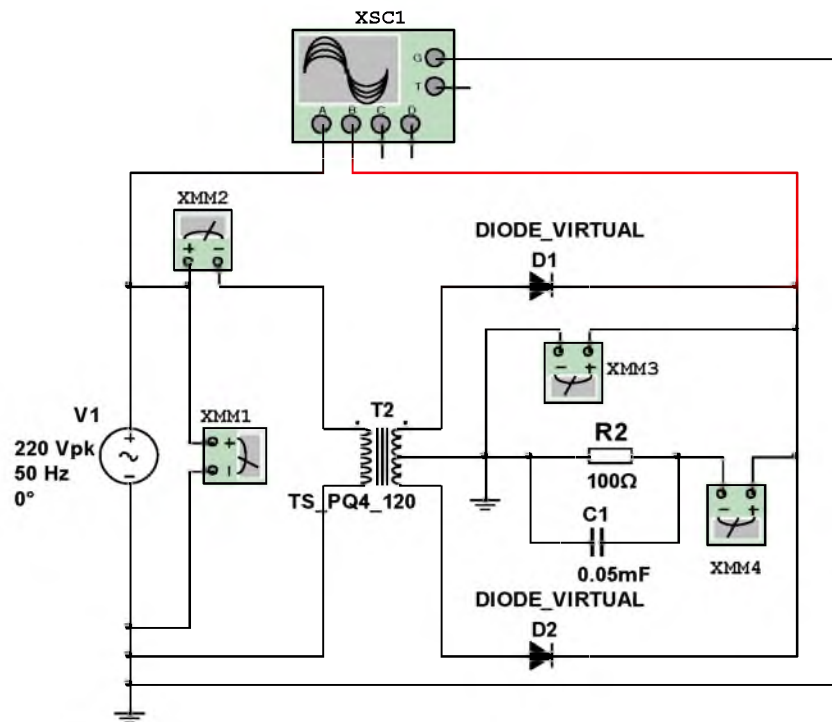 XSC1
G
T
A B C D
XMM2
+ −
DIODE_VIRTUAL
D1
− +
XMM3
V1
+
−
220 Vpk
50 Hz
0°
XMM1
+
−
T2
TS_PQ4_120
R2
100Ω
C1
0.05mF
− +
XMM4
DIODE_VIRTUAL
D2